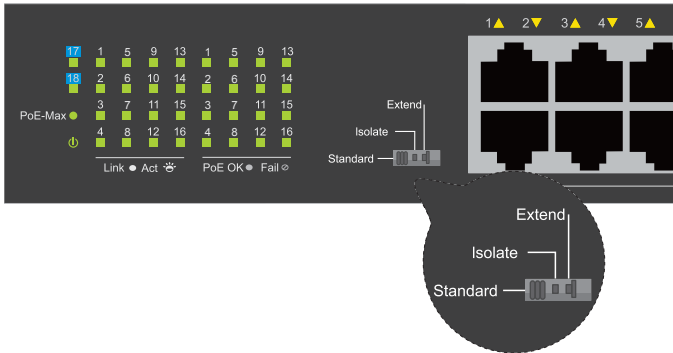 1 2 3 4 5
17 1 5 9 13 1 5 9 13
18 2 6 10 14 2 6 10 14
PoE-Max 3 7 11 15 3 7 11 15
4 8 12 16 4 8 12 16
Link Act PoE OK Fail
Extend
Isolate
Standard
Extend
Isolate
Standard